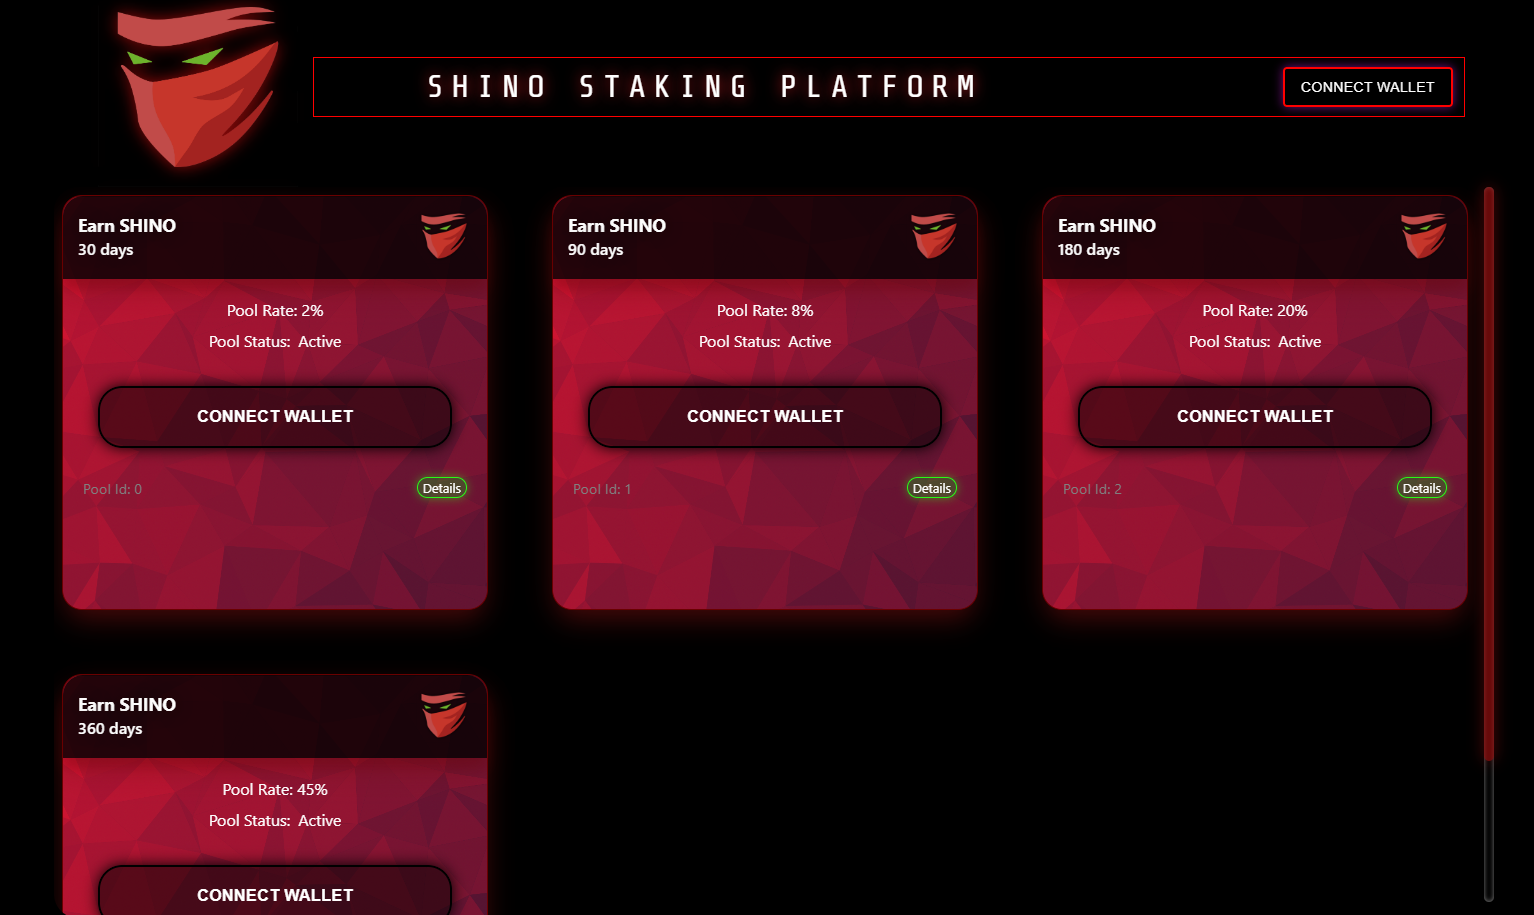 SHINO STAKING PLATFORM
CONNECT WALLET
Earn SHINO
30 days
Pool Rate: 2%
Pool Status: Active
CONNECT WALLET
Pool Id: 0
Details
Earn SHINO
90 days
Pool Rate: 8%
Pool Status: Active
CONNECT WALLET
Pool Id: 1
Details
Earn SHINO
180 days
Pool Rate: 20%
Pool Status: Active
CONNECT WALLET
Pool Id: 2
Details
Earn SHINO
360 days
Pool Rate: 45%
Pool Status: Active
CONNECT WALLET